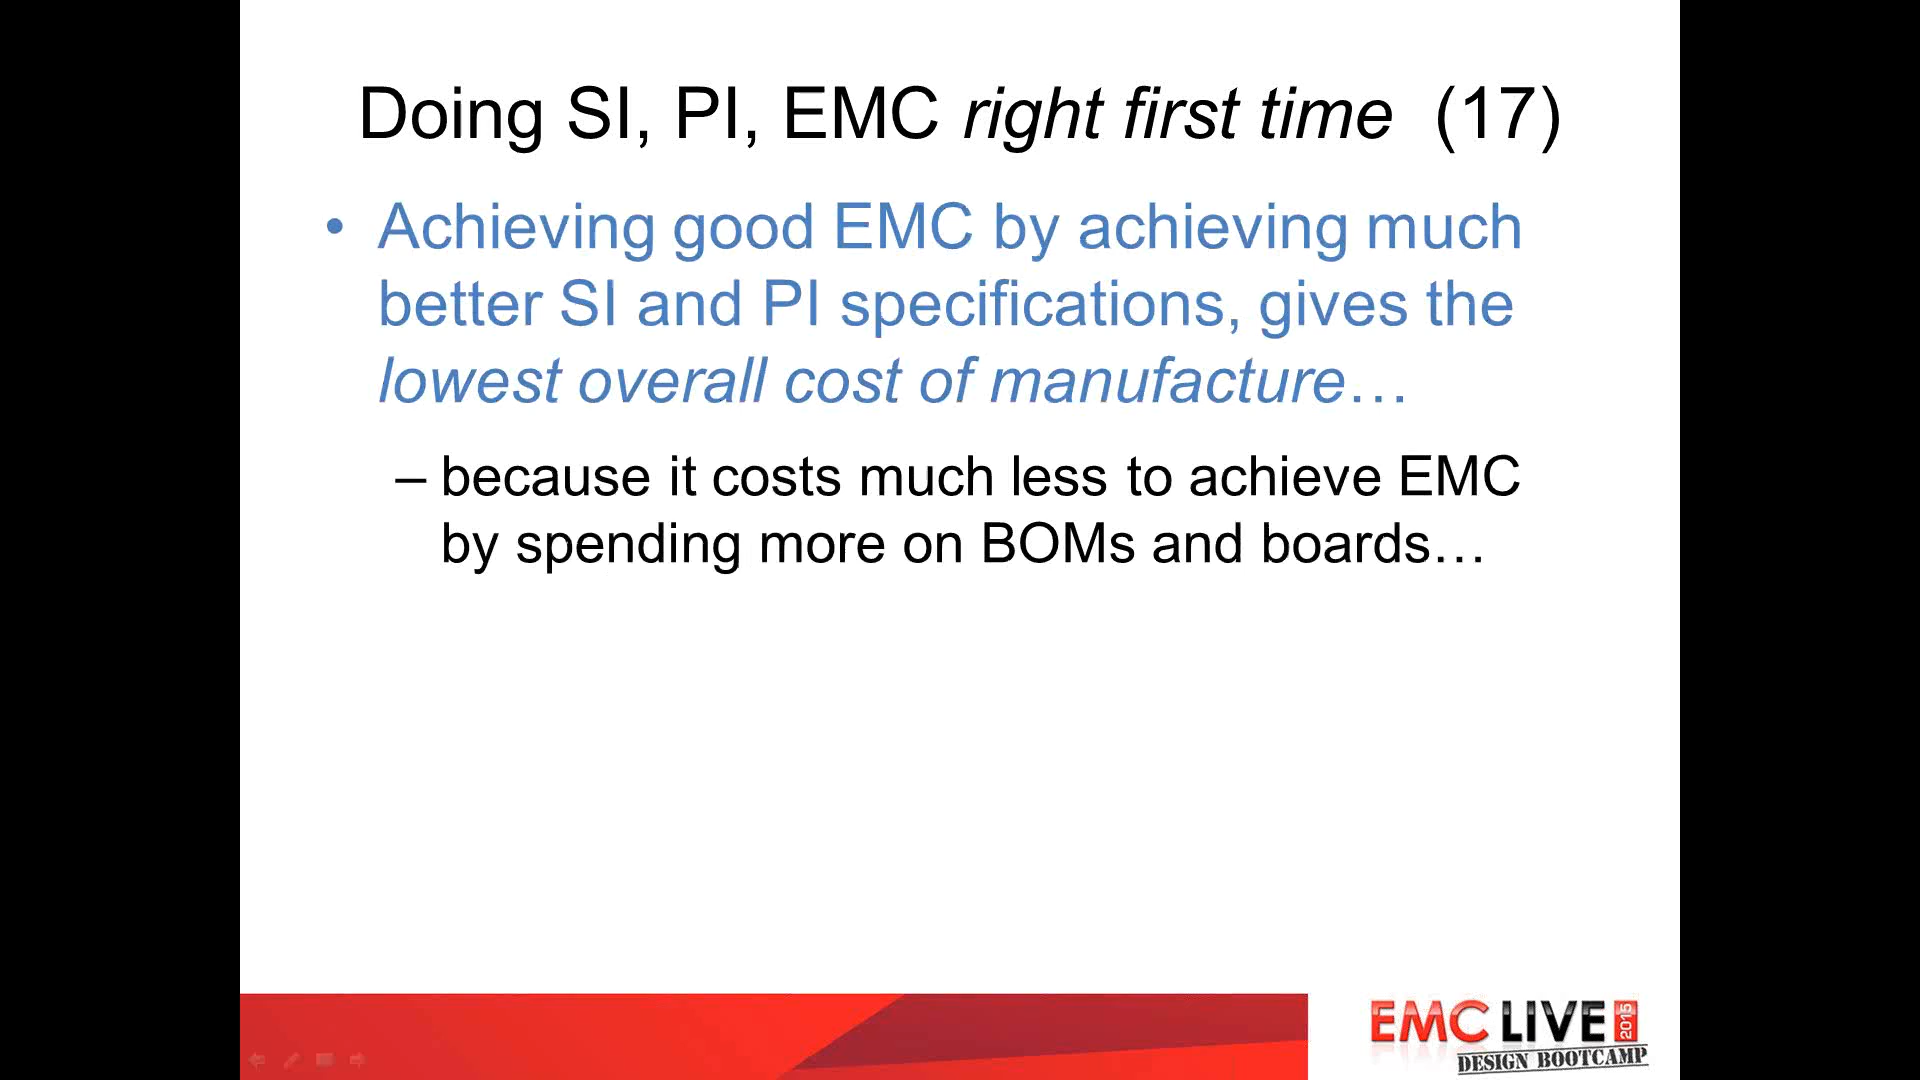 Doing SI, PI, EMC right first time (17)
• Achieving good EMC by achieving much
better SI and PI specifications, gives the
lowest overall cost of manufacture…
– because it costs much less to achieve EMC
by spending more on BOMs and boards…
EMC LIVE 2015
DESIGN BOOTCAMP